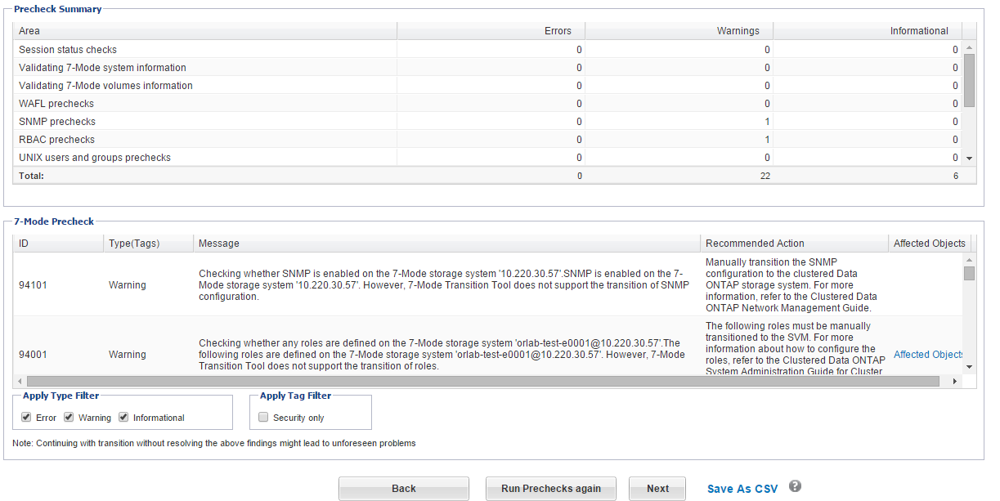 Precheck Summary
Area Errors Warnings Informational
Session status checks 0 0 0
Validating 7-Mode system information 0 0 0
Validating 7-Mode volumes information 0 0 0
WAFL prechecks 0 0 0
SNMP prechecks 0 1 0
RBAC prechecks 0 1 0
UNIX users and groups prechecks 0 0 0
Total: 0 22 6
7-Mode Precheck
ID Type(Tags) Message Recommended Action Affected Objects
94101 Warning
Checking whether SNMP is enabled on the 7-Mode storage system '10.220.30.57'.SNMP is enabled on the 7-
Mode storage system '10.220.30.57'. However, 7-Mode Transition Tool does not support the transition of SNMP
configuration.
Manually transition the SNMP
configuration to the clustered Data
ONTAP storage system. For more
information, refer to the Clustered Data
ONTAP Network Management Guide.
94001 Warning
Checking whether any roles are defined on the 7-Mode storage system 'orlab-test-e0001@10.220.30.57'.The
following roles are defined on the 7-Mode storage system 'orlab-test-e0001@10.220.30.57'. However, 7-Mode
Transition Tool does not support the transition of roles.
The following roles must be manually
transitioned to the SVM. For more
information about how to configure the
roles, refer to the Clustered Data ONTAP
System Administration Guide for Cluster
Affected Objects
Apply Type Filter
Error Warning Informational
Apply Tag Filter
Security only
Note: Continuing with transition without resolving the above findings might lead to unforeseen problems
Back Run Prechecks again Next Save As CSV ?